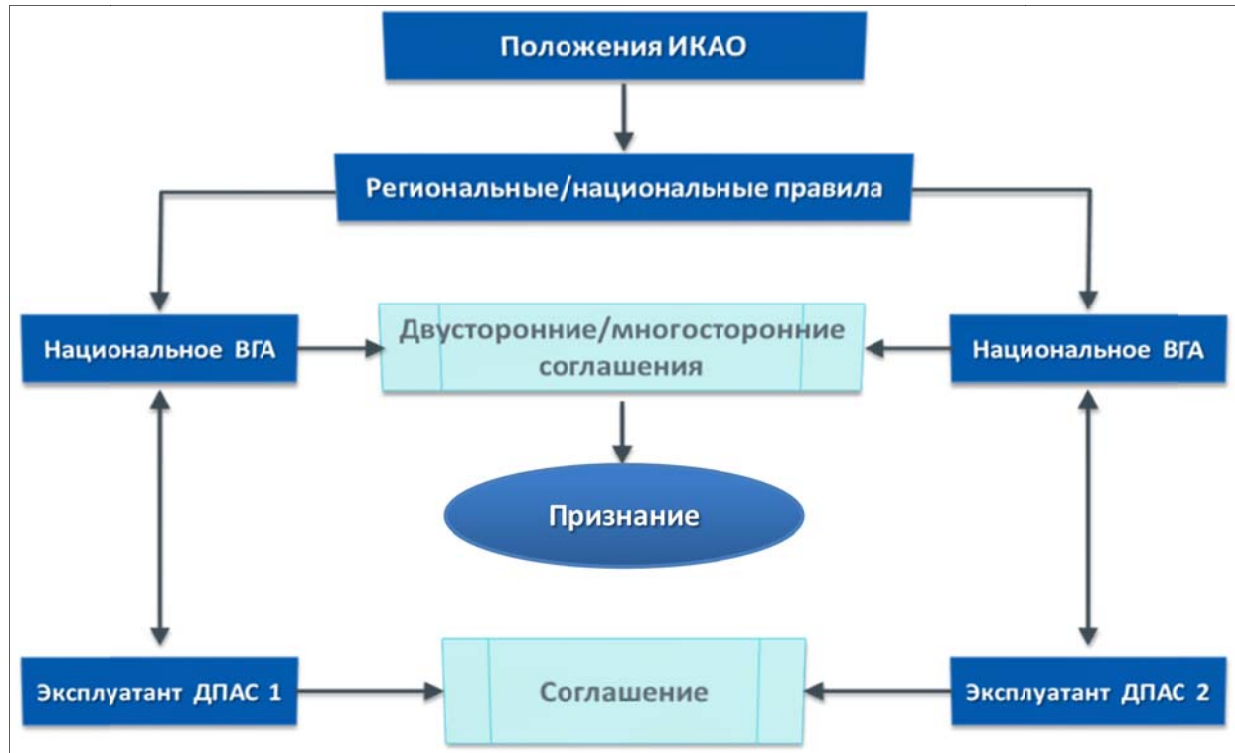 Положения ИКАО
Региональные/национальные правила
Национальное ВГА
Двусторонние/многосторонние
соглашения
Национальное ВГА
Признание
Эксплуатант ДПАС 1
Соглашение
Эксплуатант ДПАС 2